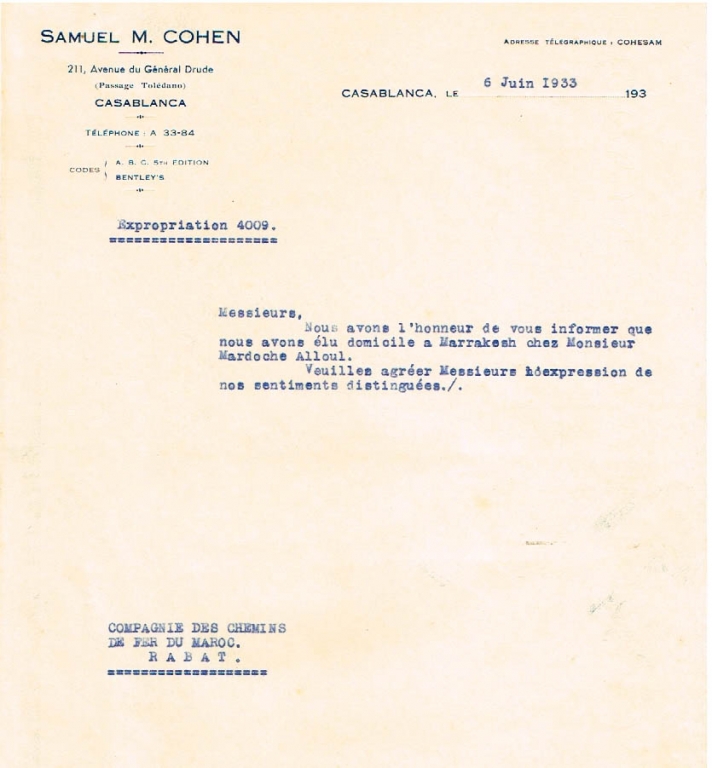 SAMUEL M. COHEN
211, Avenue du Général Drude
(Passage Tolédano)
CASABLANCA
TÉLÉPHONE : A 33-84
CODES
A. B. C. 5TH EDITION
BENTLEY'S
ADRESSE TÉLÉGRAPHIQUE : COHESAM
CASABLANCA, LE 6 Juin 1933 193
Expropriation 4009.
Messieurs,
Nous avons l'honneur de vous informer que
nous avons élu domicile a Marrakesh chez Monsieur
Mardoche Alloul.
Veuilles agréer Messieurs expression de
nos sentiments distinguées./.
COMPAGNIE DES CHEMINS
DE FER DU MAROC.
R A B A T .